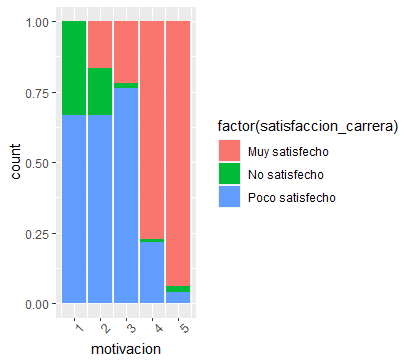 1.00
0.75
0.50
0.25
0.00
count
1 2 3 4 5
motivacion
factor(satisfaccion_carrera)
Muy satisfecho
No satisfecho
Poco satisfecho